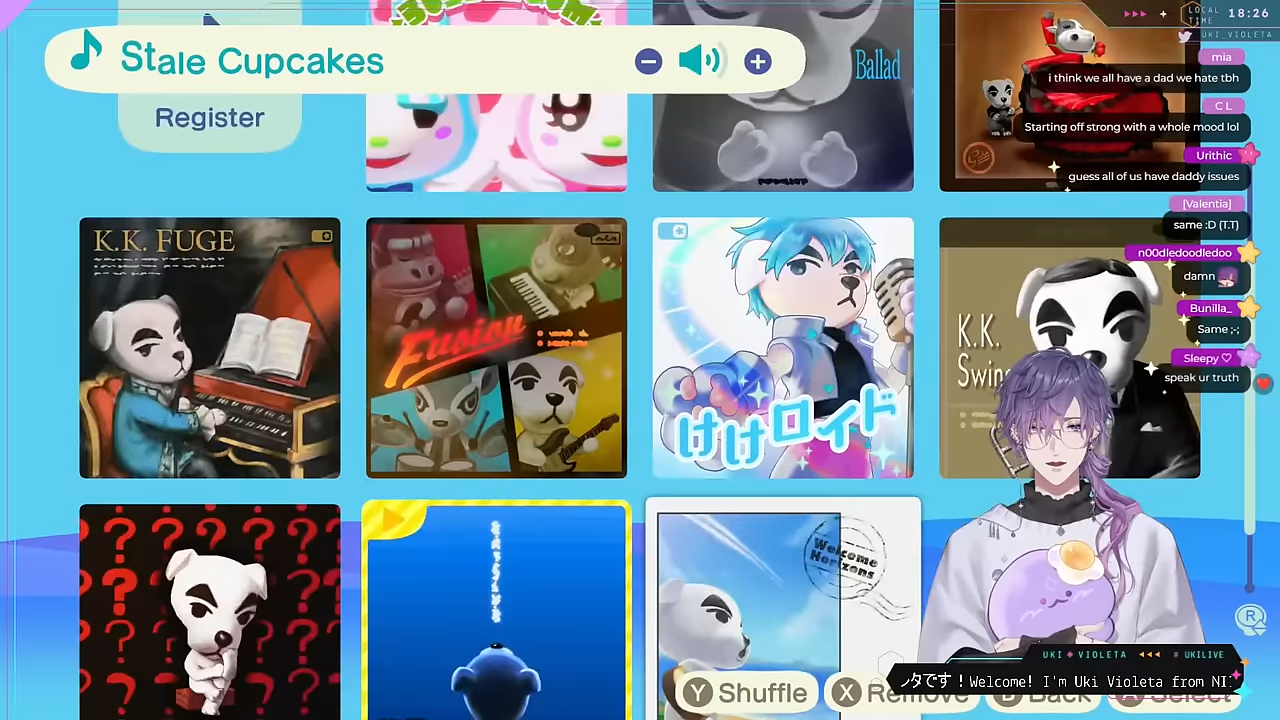 LOCAL TIME 18:26
UKI_VIOLETA
Stale Cupcakes
Register
Ballad
mia
i think we all have a dad we hate tbh
C L
Starting off strong with a whole mood lol
Urithic
guess all of us have daddy issues
[Valentia]
same :D (T.T)
n00dledoodledoo
damn
Bunilla_
Same ;-;
Sleepy ♡
speak ur truth
K.K. FUGE
Fusion
けけロイド
K.K.
Swing
Welcome
Horizons
R
UKI VIOLETA UKILIVE
です！Welcome! I'm Uki Violeta from NI
Y Shuffle X Remove B Back A Select